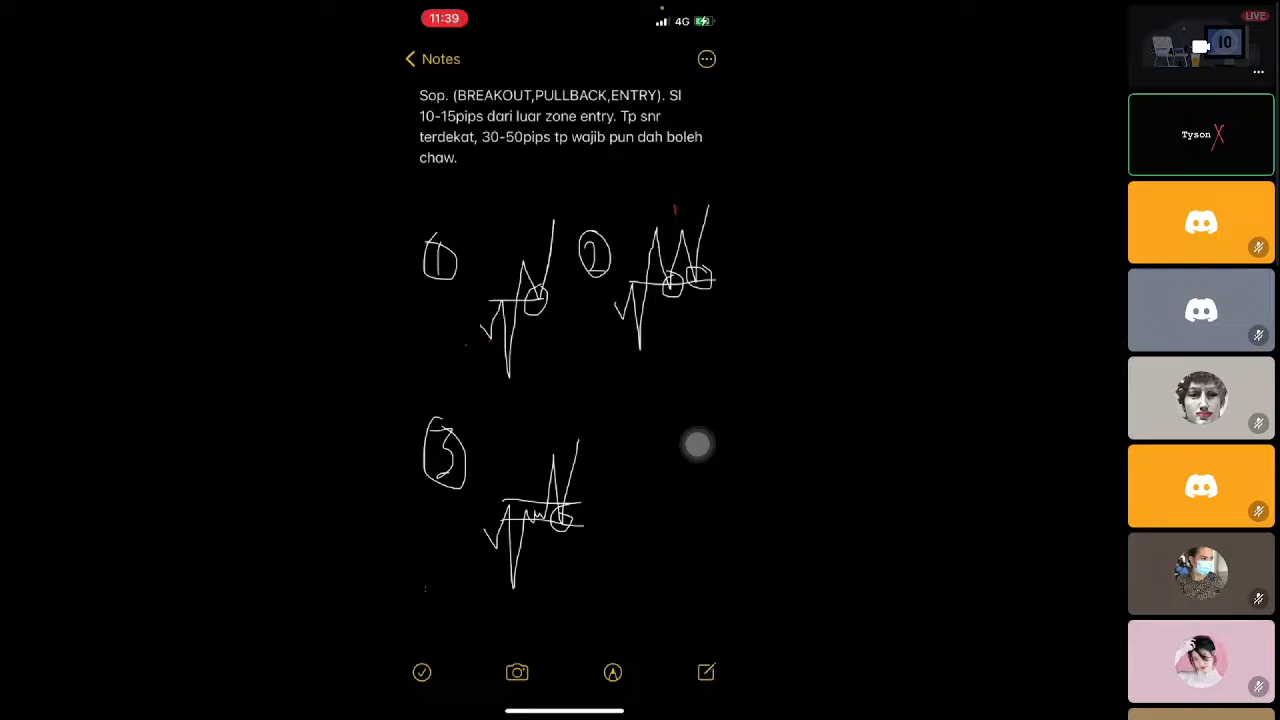 11:39
4G
LIVE
10
Notes
Tyson X
Sop. (BREAKOUT,PULLBACK,ENTRY). Sl
10-15pips dari luar zone entry. Tp snr
terdekat, 30-50pips tp wajib pun dah boleh
chaw.
1
2
3